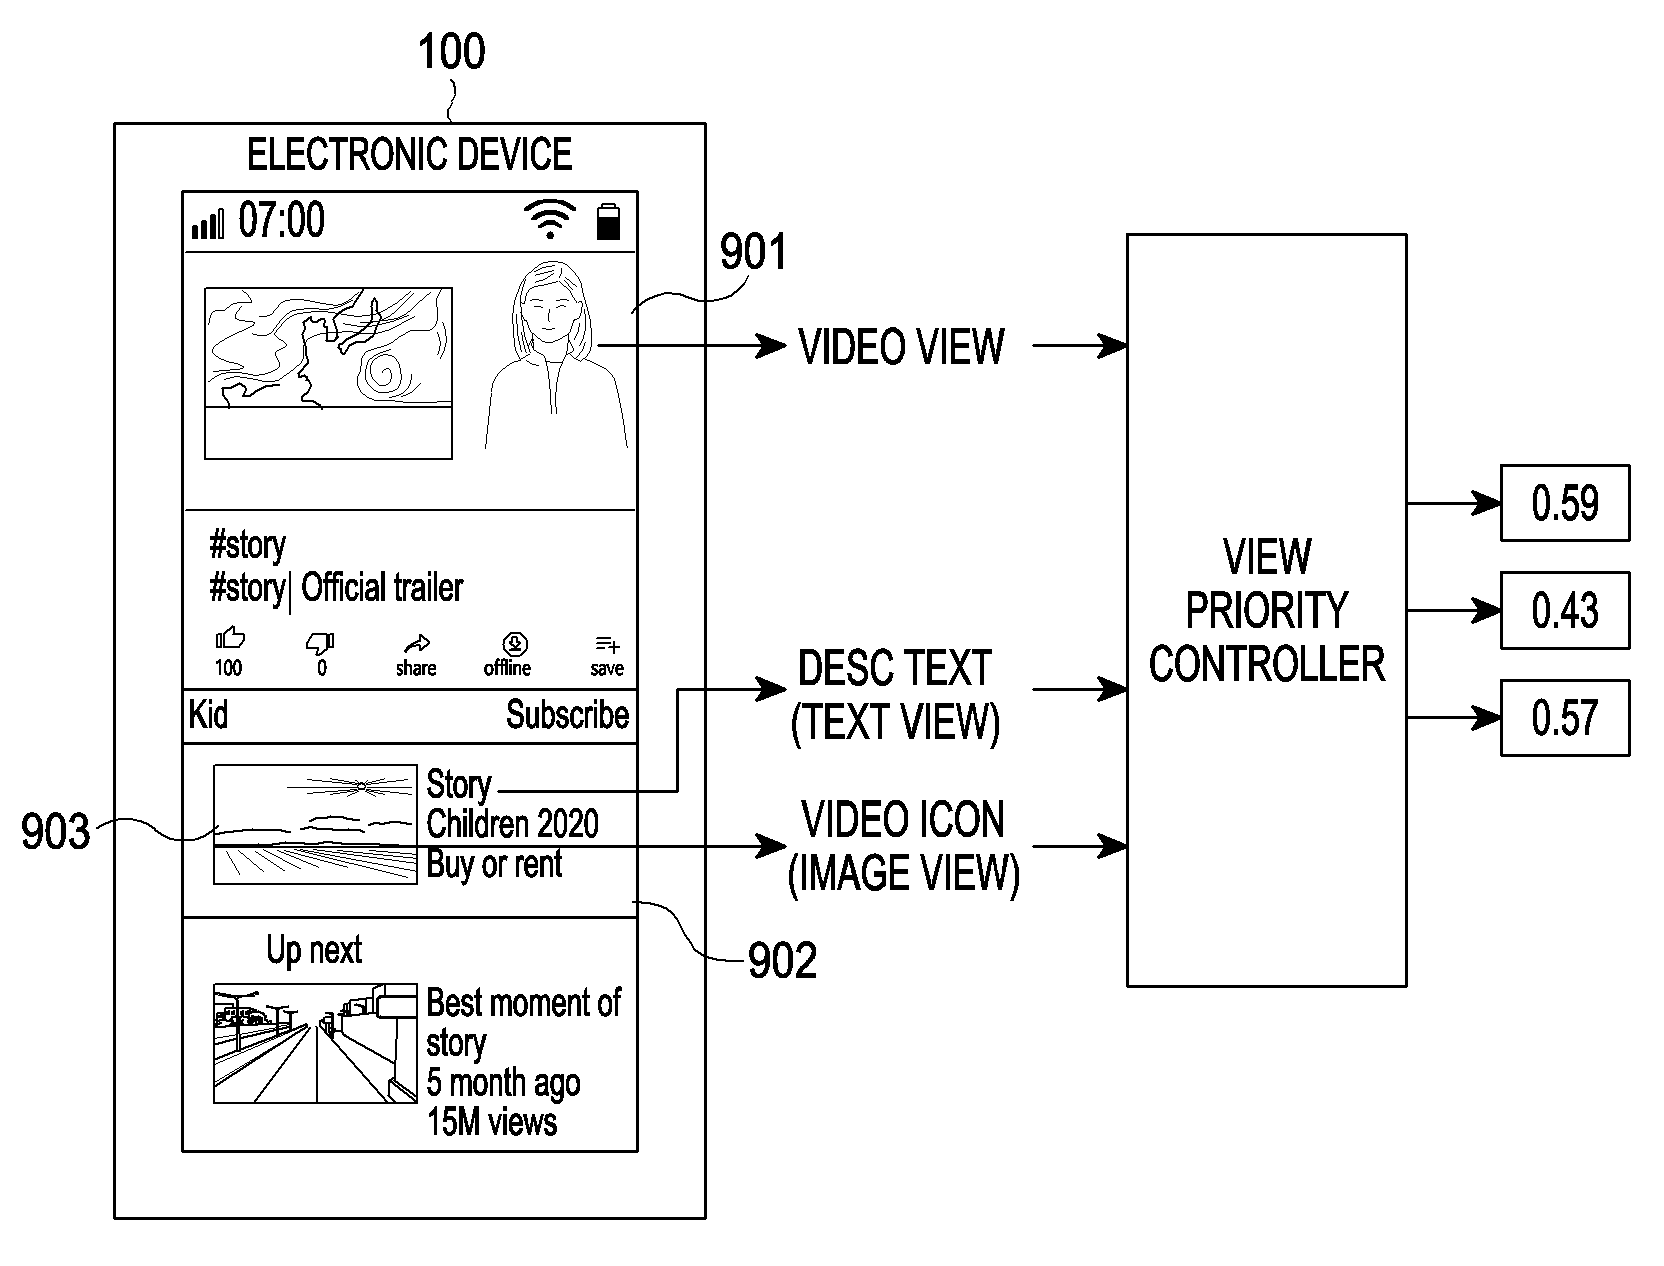 100
ELECTRONIC DEVICE
07:00
901
VIDEO VIEW
#story
#story| Official trailer
100 0 share offline save
Kid Subscribe
DESC TEXT
(TEXT VIEW)
Story
Children 2020
Buy or rent
903
VIDEO ICON
(IMAGE VIEW)
902
Up next
Best moment of
story
5 month ago
15M views
VIEW
PRIORITY
CONTROLLER
0.59
0.43
0.57